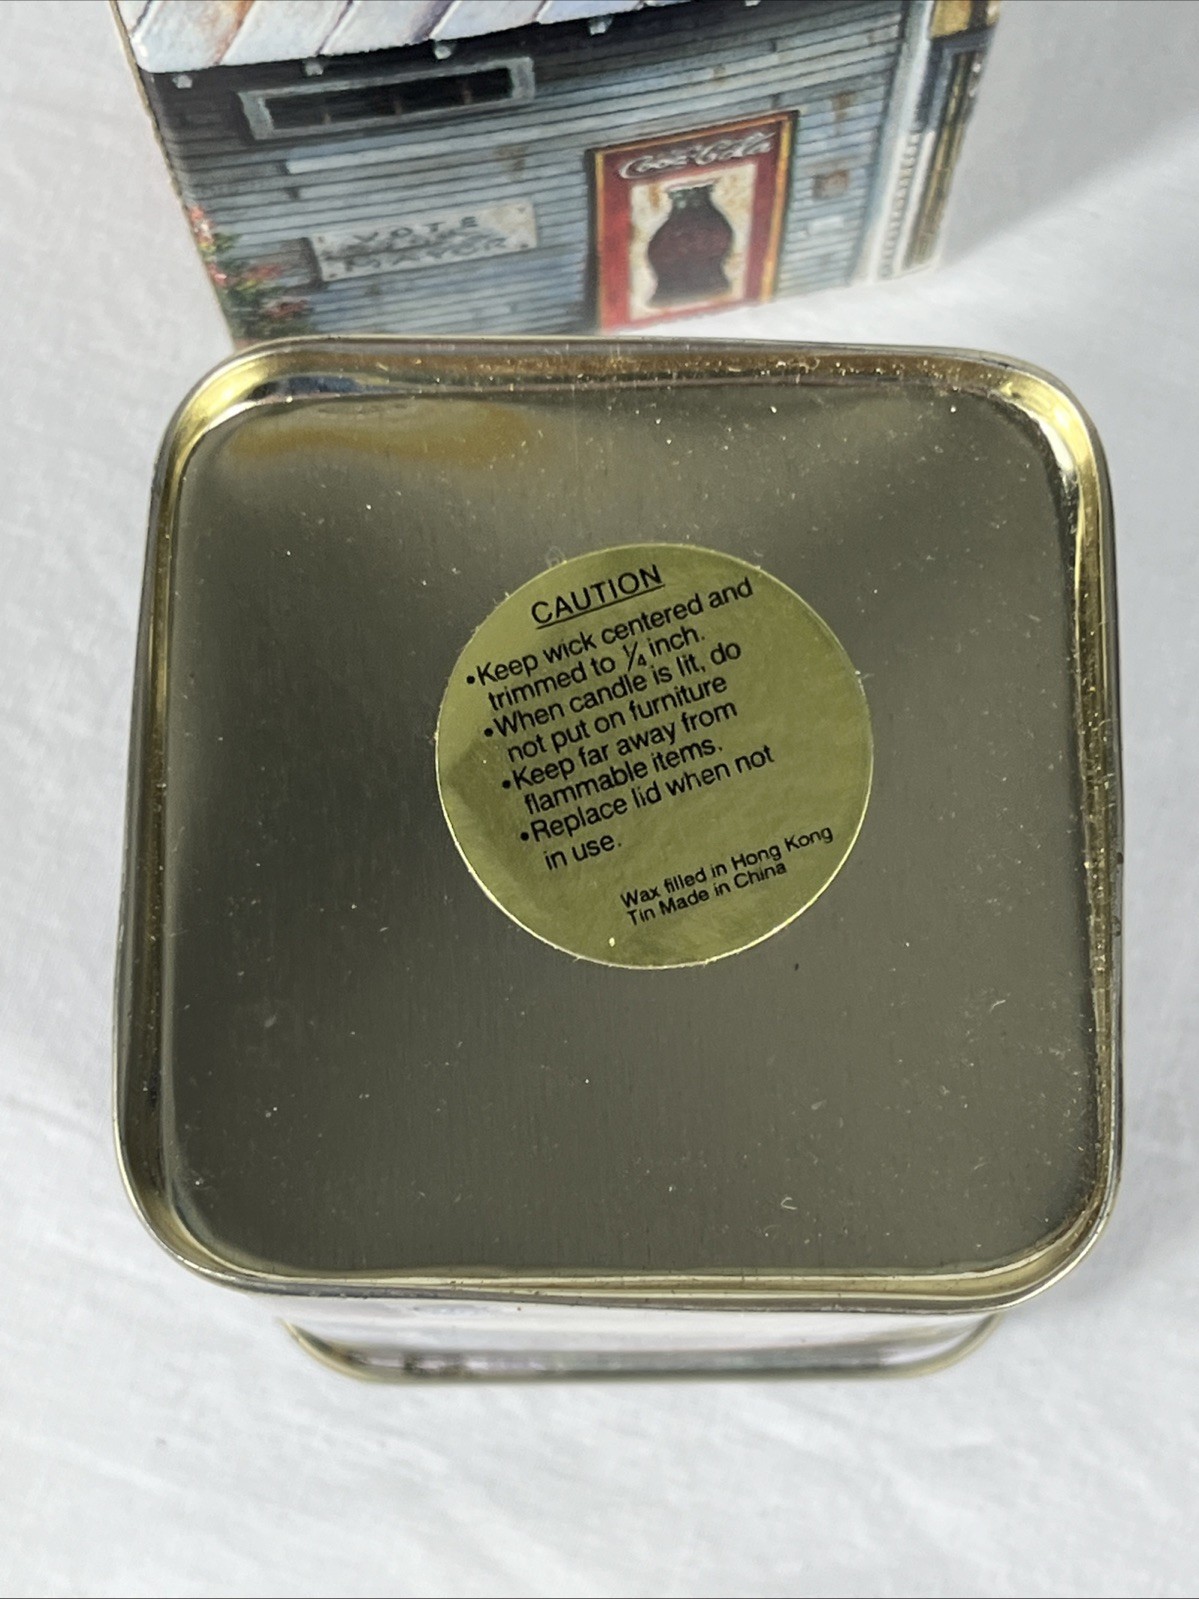 Coca-Cola
VOTE
MAYOR
CAUTION
•Keep wick centered and
trimmed to 1/4 inch.
•When candle is lit, do
not put on furniture
•Keep far away from
flammable items.
•Replace lid when not
in use.
Wax filled in Hong Kong
Tin Made in China